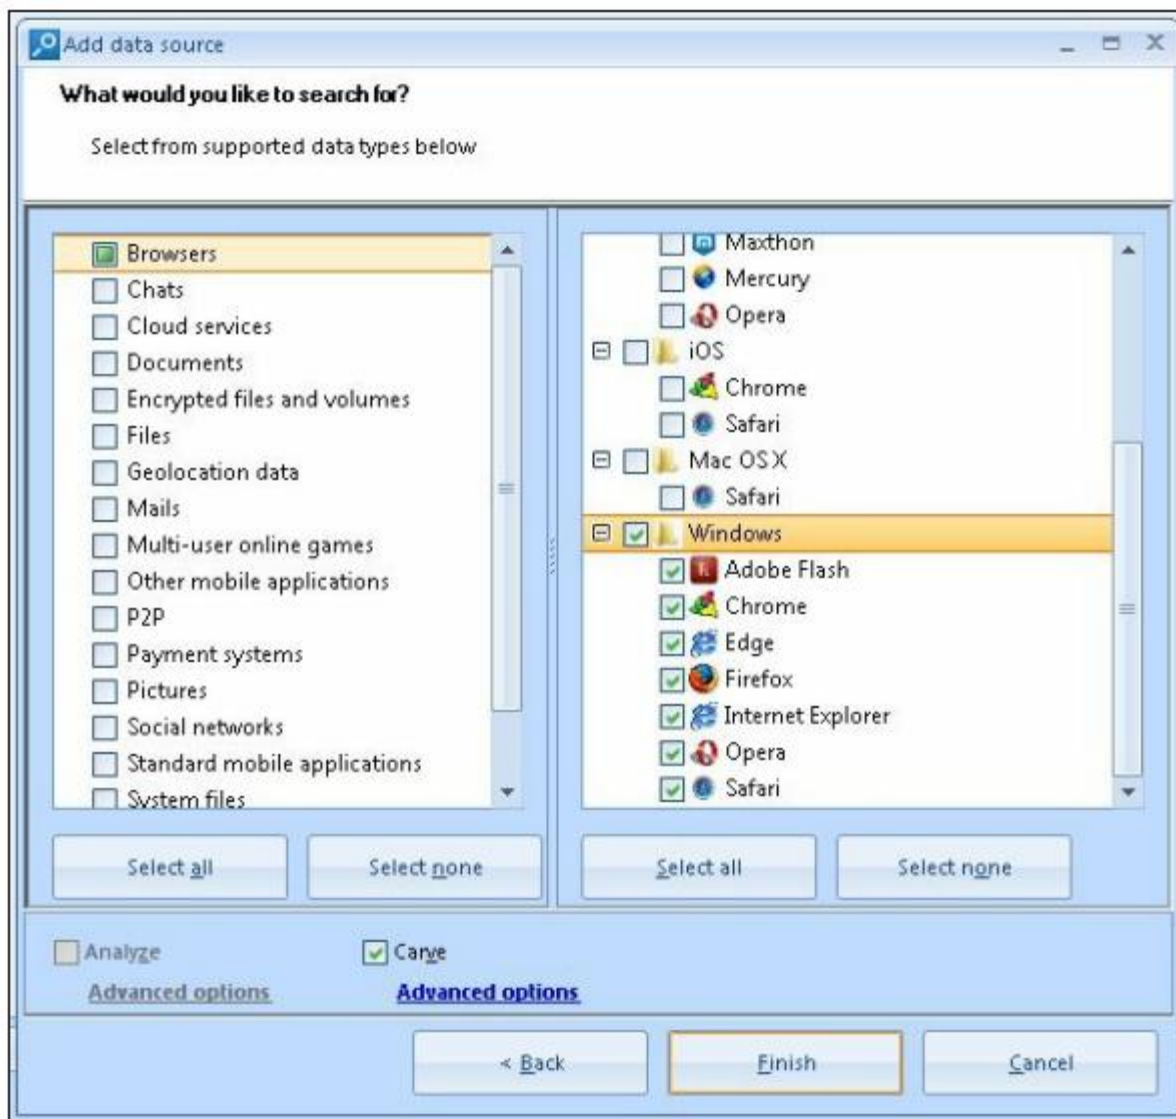 Add data source
What would you like to search for?
Select from supported data types below
Browsers
Chats
Cloud services
Documents
Encrypted files and volumes
Files
Geolocation data
Mails
Multi-user online games
Other mobile applications
P2P
Payment systems
Pictures
Social networks
Standard mobile applications
System files
Select all
Select none
Maxthon
Mercury
Opera
iOS
Chrome
Safari
Mac OS X
Safari
Windows
Adobe Flash
Chrome
Edge
Firefox
Internet Explorer
Opera
Safari
Select all
Select none
Analyze
Carve
Advanced options
Advanced options
< Back
Finish
Cancel